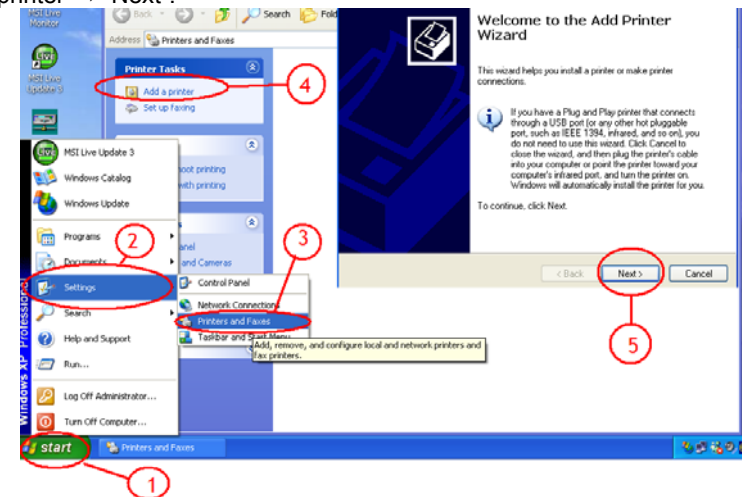 printer → "Next".
MSI Live
Monitor
MSI Live
Update 3
Back
Search
Fold
Address Printers and Faxes
Printer Tasks
Add a printer
Set up faxing
4
oot printing
with printing
anel
and Cameras
MSI Live Update 3
Windows Catalog
Windows Update
Programs
Documents
Settings
Search
Help and Support
Run...
Log Off Administrator...
Turn Off Computer...
Windows XP Professional
2
Control Panel
Network Connections
Printers and Faxes
Taskbar and Start Menu
3
Add, remove, and configure local and network printers and
fax printers.
Welcome to the Add Printer
Wizard
This wizard helps you install a printer or make printer
connections.
If you have a Plug and Play printer that connects
through a USB port (or any other hot pluggable
port, such as IEEE 1394, infrared, and so on), you
do not need to use this wizard. Click Cancel to
close the wizard, and then plug the printer's cable
into your computer or point the printer toward your
computer's infrared port, and turn the printer on.
Windows will automatically install the printer for you.
To continue, click Next.
< Back
Next >
Cancel
5
start
Printers and Faxes
1